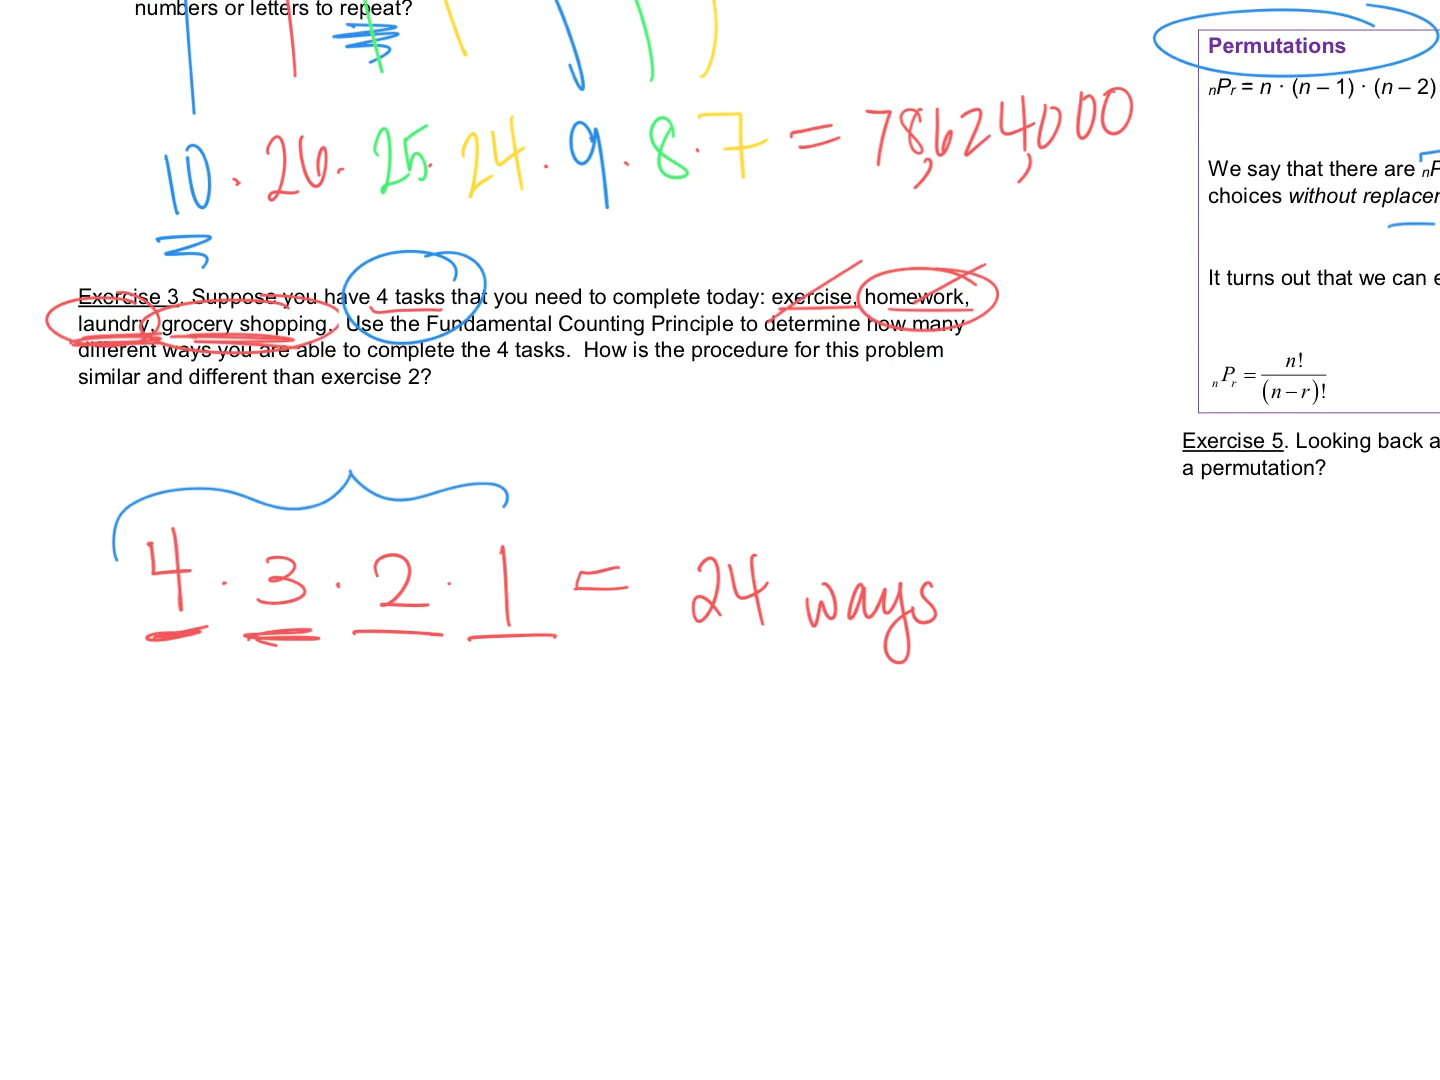 numbers or letters to repeat?
10 · 26 · 25 · 24 · 9 · 8 · 7 = 78,624,000
Exercise 3. Suppose you have 4 tasks that you need to complete today: exercise, homework,
laundry, grocery shopping. Use the Fundamental Counting Principle to determine how many
different ways you are able to complete the 4 tasks. How is the procedure for this problem
similar and different than exercise 2?
4 · 3 · 2 · 1 = 24 ways
Permutations
nPr = n · (n – 1) · (n – 2)
We say that there are nP
choices without
It turns out that we can
nPr = n! / (n – r)!
Exercise 5. Looking back
a permutation?